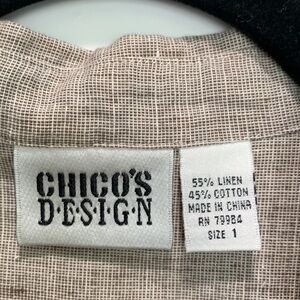 CHICO'S
D·E·S·I·G·N
55% LINEN
45% COTTON
MADE IN CHINA
RN 79984
SIZE 1